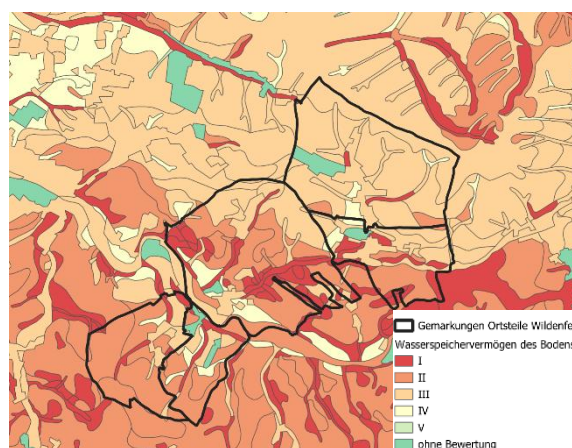 Gemarkungen Ortsteile Wildenfe
Wasserspeichervermögen des Bodens
I
II
III
IV
V
ohne Bewertung